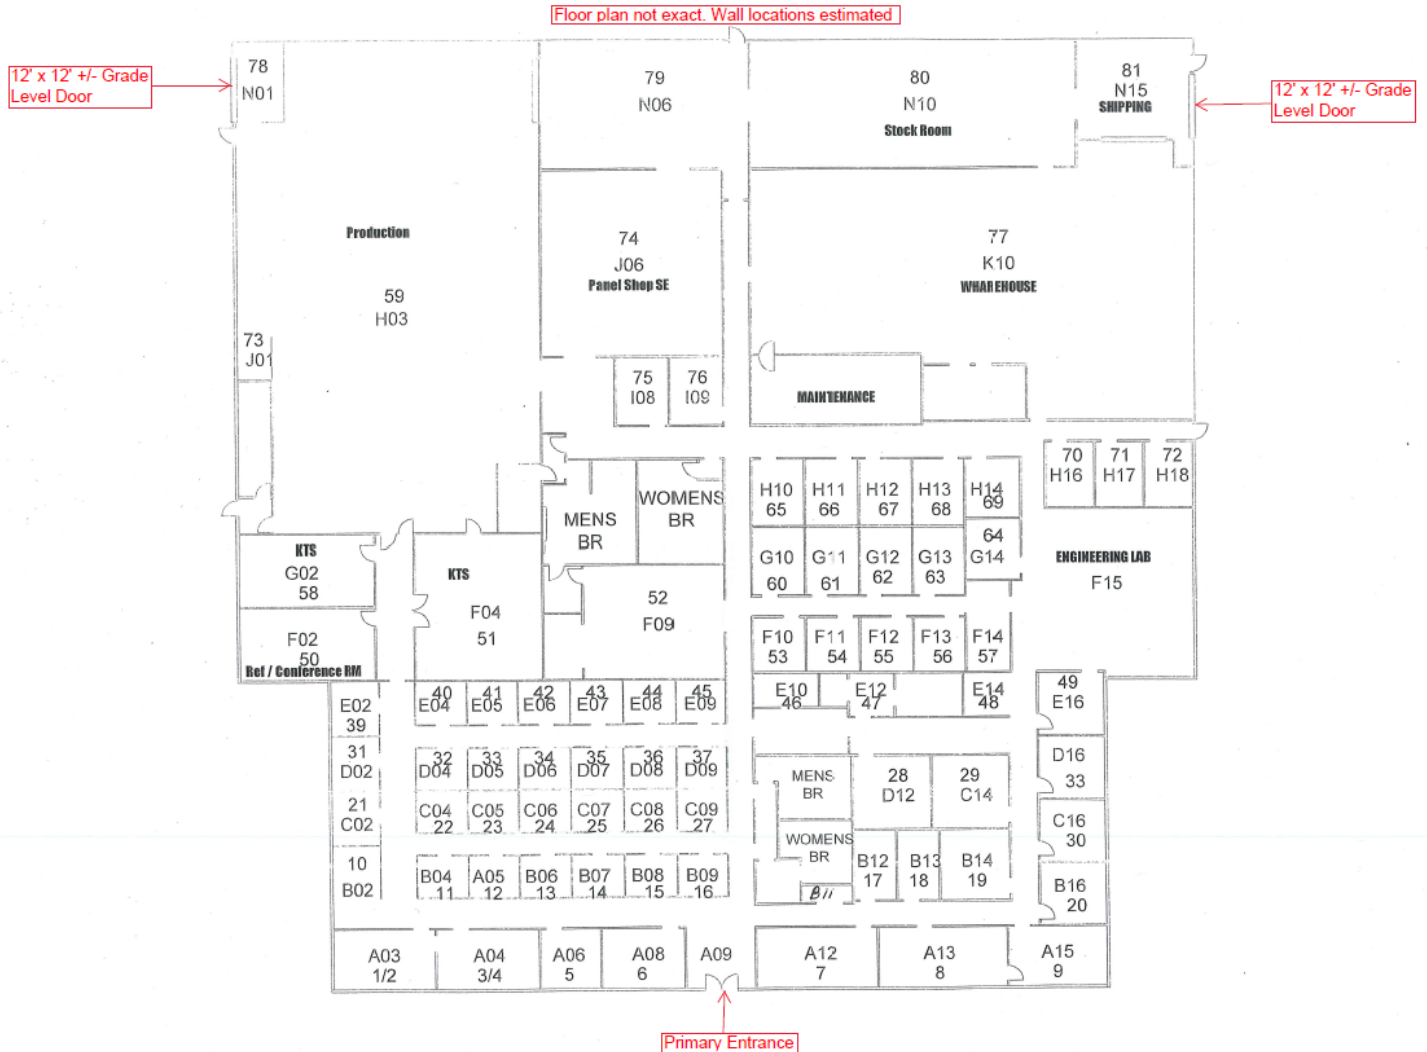 Floor plan not exact. Wall locations estimated
12' x 12' +/- Grade
Level Door
12' x 12' +/- Grade
Level Door
78
N01
79
N06
80
N10
Stock Room
81
N15
SHIPPING
Production
59
H03
74
J06
Panel Shop SE
77
K10
WHAREHOUSE
73
J01
75
I08
76
I09
MAINTENANCE
70
H16
71
H17
72
H18
H10
65
H11
66
H12
67
H13
68
H14
69
MENS
BR
WOMENS
BR
G10
60
G11
61
G12
62
G13
63
64
G14
ENGINEERING LAB
F15
KTS
G02
58
KTS
F04
51
52
F09
F02
50
Ref / Conference RM
F10
53
F11
54
F12
55
F13
56
F14
57
E10
46
E12
47
E14
48
49
E16
E02
39
40
E04
41
E05
42
E06
43
E07
44
E08
45
E09
31
D02
32
D04
33
D05
34
D06
35
D07
36
D08
37
D09
MENS
BR
28
D12
29
C14
D16
33
21
C02
C04
22
C05
23
C06
24
C07
25
C08
26
C09
27
WOMENS
BR
C16
30
10
B02
B04
11
A05
12
B06
13
B07
14
B08
15
B09
16
B11
B12
17
B13
18
B14
19
B16
20
A03
1/2
A04
3/4
A06
5
A08
6
A09
A12
7
A13
8
A15
9
Primary Entrance